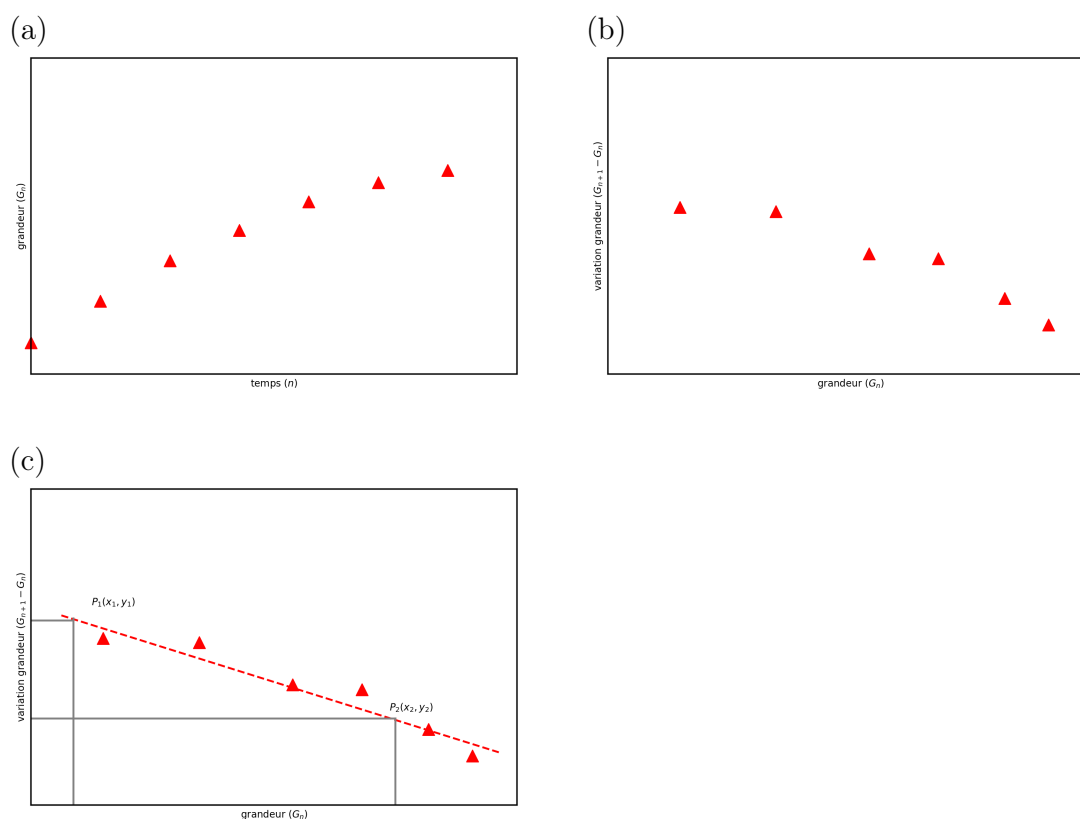 (a)
grandeur (G_n)
temps (n)
(b)
variation grandeur (G_{n+1} − G_n)
grandeur (G_n)
(c)
variation grandeur (G_{n+1} − G_n)
P_1(x_1, y_1)
P_2(x_2, y_2)
grandeur (G_n)